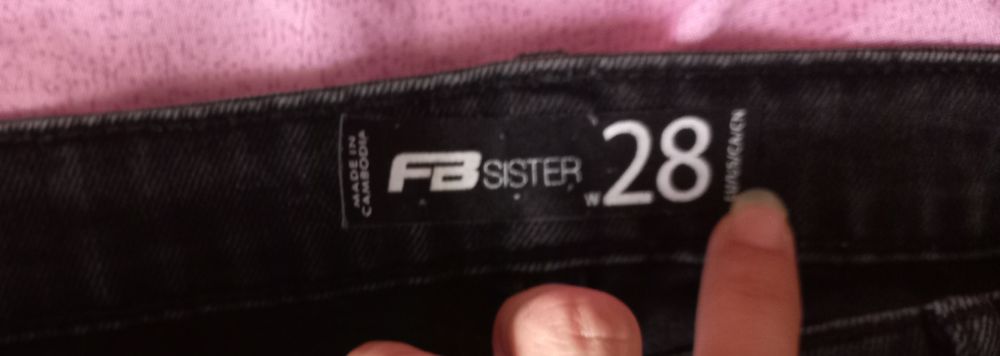 MADE IN
CAMBODIA
FB SISTER
W 28